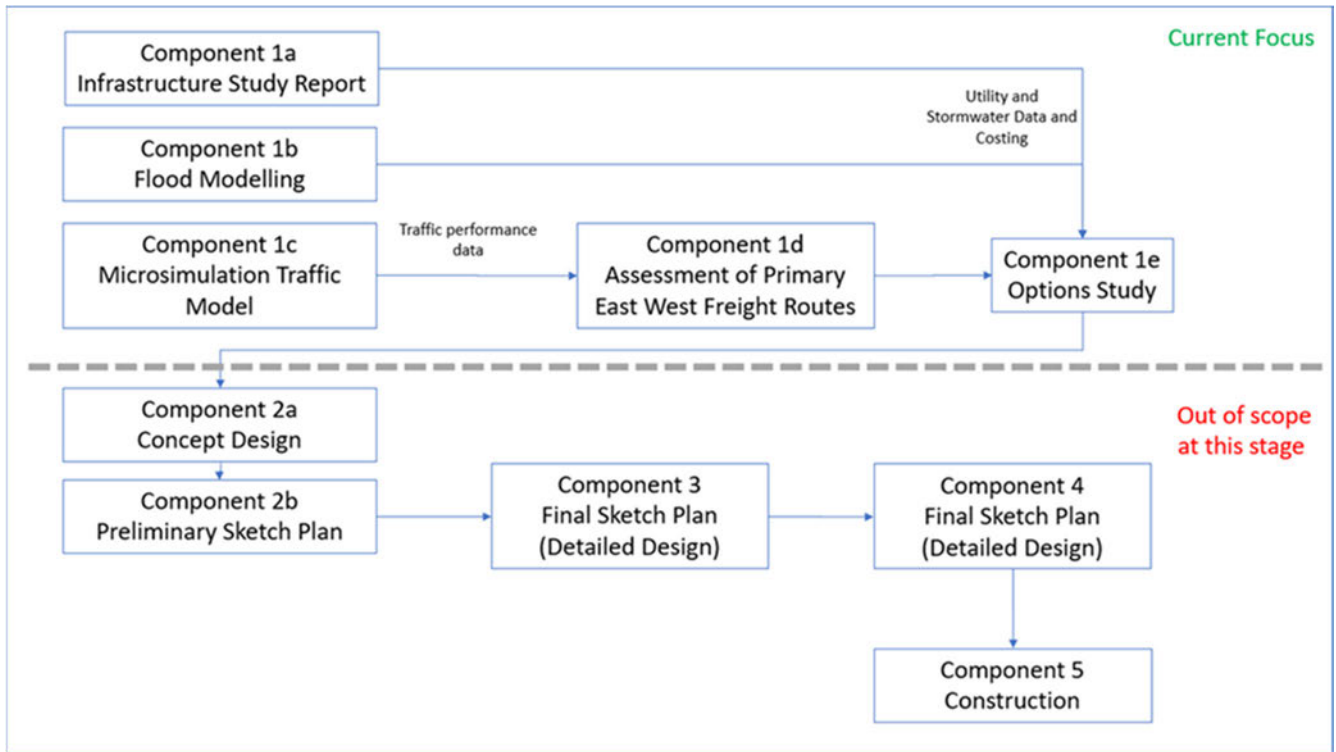 Current Focus
Component 1a
Infrastructure Study Report
Utility and
Stormwater Data and
Costing
Component 1b
Flood Modelling
Component 1c
Microsimulation Traffic
Model
Traffic performance
data
Component 1d
Assessment of Primary
East West Freight Routes
Component 1e
Options Study
Out of scope
at this stage
Component 2a
Concept Design
Component 2b
Preliminary Sketch Plan
Component 3
Final Sketch Plan
(Detailed Design)
Component 4
Final Sketch Plan
(Detailed Design)
Component 5
Construction